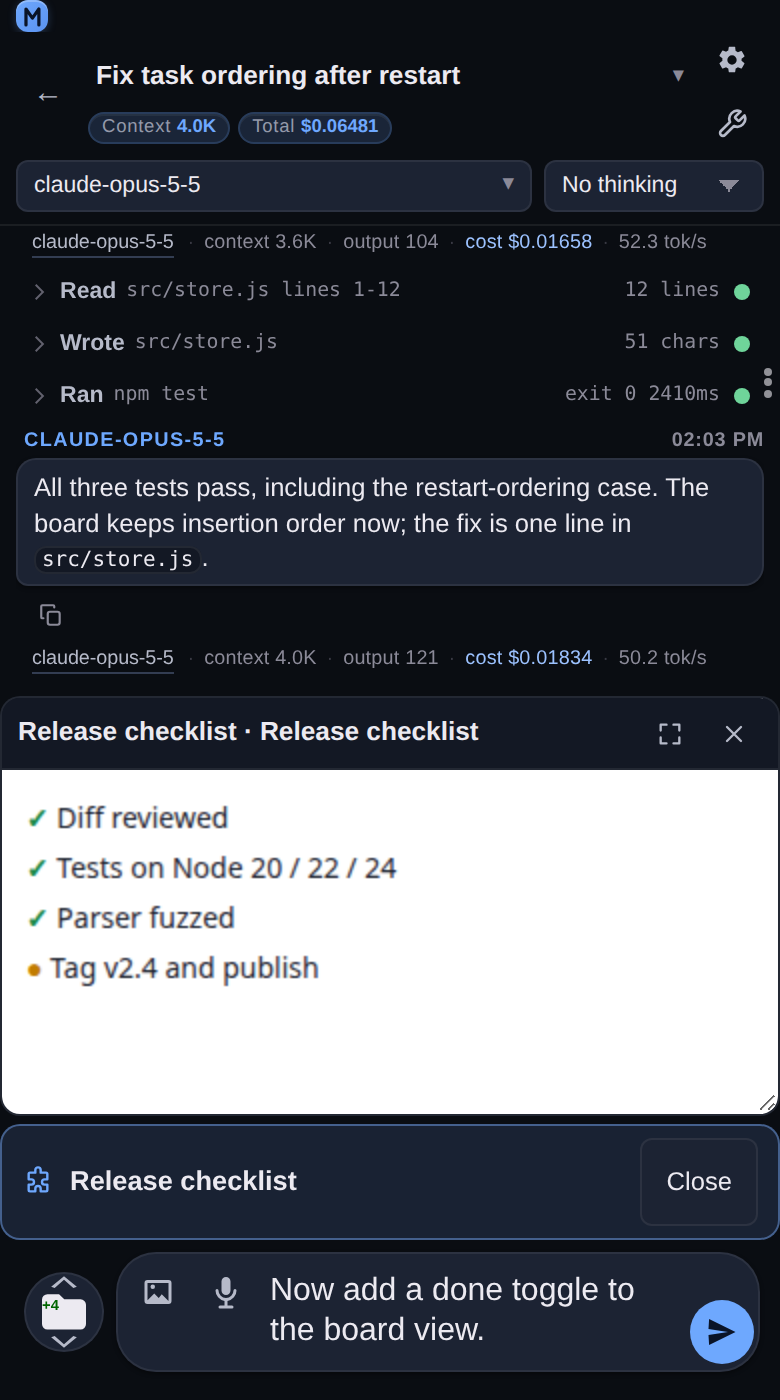 M
Fix task ordering after restart
Context 4.0K Total $0.06481
claude-opus-5-5 No thinking
claude-opus-5-5 · context 3.6K · output 104 · cost $0.01658 · 52.3 tok/s
Read src/store.js lines 1-12 12 lines
Wrote src/store.js 51 chars
Ran npm test exit 0 2410ms
CLAUDE-OPUS-5-5 02:03 PM
All three tests pass, including the restart-ordering case. The
board keeps insertion order now; the fix is one line in
src/store.js.
claude-opus-5-5 · context 4.0K · output 121 · cost $0.01834 · 50.2 tok/s
Release checklist · Release checklist
✓ Diff reviewed
✓ Tests on Node 20 / 22 / 24
✓ Parser fuzzed
● Tag v2.4 and publish
Release checklist Close
+4
Now add a done toggle to
the board view.